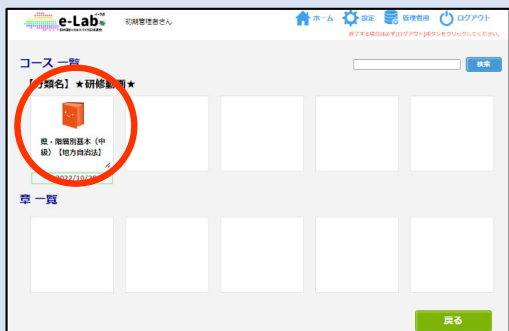 e-Lab
初期管理者さん
ホーム 設定 管理者用 ログアウト
終了する場合は必ず[ログアウト]ボタンをクリックしてください。
コース 一覧
検索
【分類名】★研修動画★
県・階層別基本（中
級）【地方自治法】
2022/10/20
章 一覧
戻る